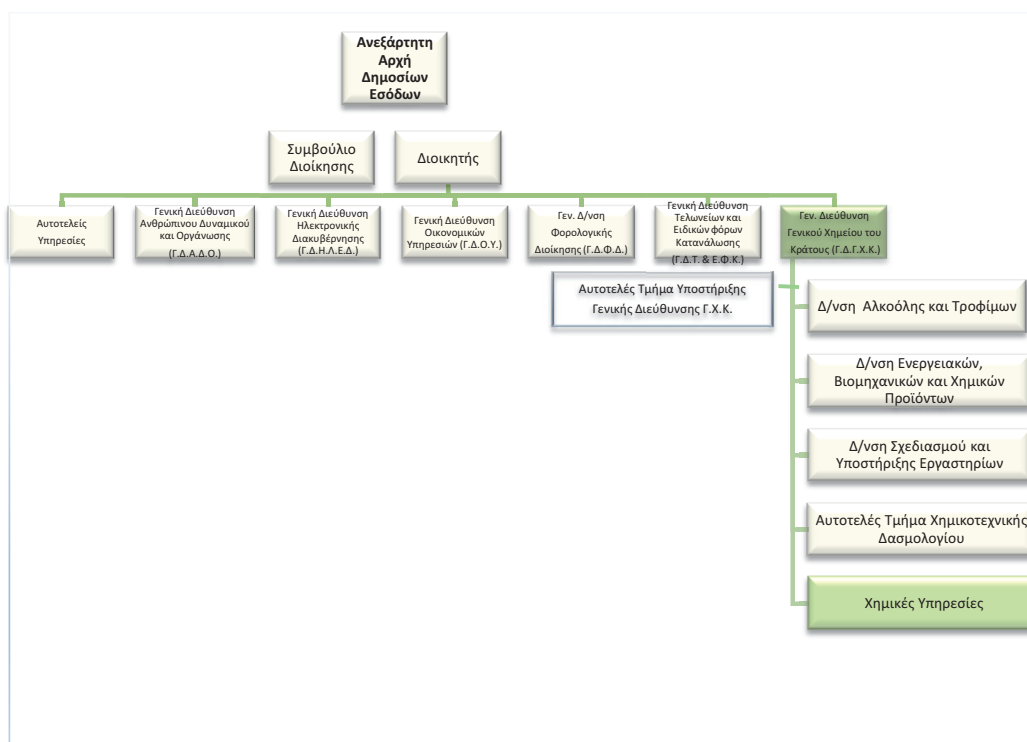 Ανεξάρτητη
Αρχή
Δημοσίων
Εσόδων
Συμβούλιο
Διοίκησης
Διοικητής
Αυτοτελείς
Υπηρεσίες
Γενική Διεύθυνση
Ανθρώπινου Δυναμικού
και Οργάνωσης
(Γ.Δ.Α.Δ.Ο.)
Γενική Διεύθυνση
Ηλεκτρονικής
Διακυβέρνησης
(Γ.Δ.Η.Λ.Ε.Δ.)
Γενική Διεύθυνση
Οικονομικών
Υπηρεσιών (Γ.Δ.Ο.Υ.)
Γεν. Δ/νση
Φορολογικής
Διοίκησης (Γ.Δ.Φ.Δ.)
Γενική Διεύθυνση
Τελωνείων και
Ειδικών φόρων
Κατανάλωσης
(Γ.Δ.Τ. & Ε.Φ.Κ.)
Γεν. Διεύθυνση
Γενικού Χημείου του
Κράτους (Γ.Δ.Γ.Χ.Κ.)
Αυτοτελές Τμήμα Υποστήριξης
Γενικής Διεύθυνσης Γ.Χ.Κ.
Δ/νση Αλκοόλης και Τροφίμων
Δ/νση Ενεργειακών,
Βιομηχανικών και Χημικών
Προϊόντων
Δ/νση Σχεδιασμού και
Υποστήριξης Εργαστηρίων
Αυτοτελές Τμήμα Χημικοτεχνικής
Δασμολογίου
Χημικές Υπηρεσίες